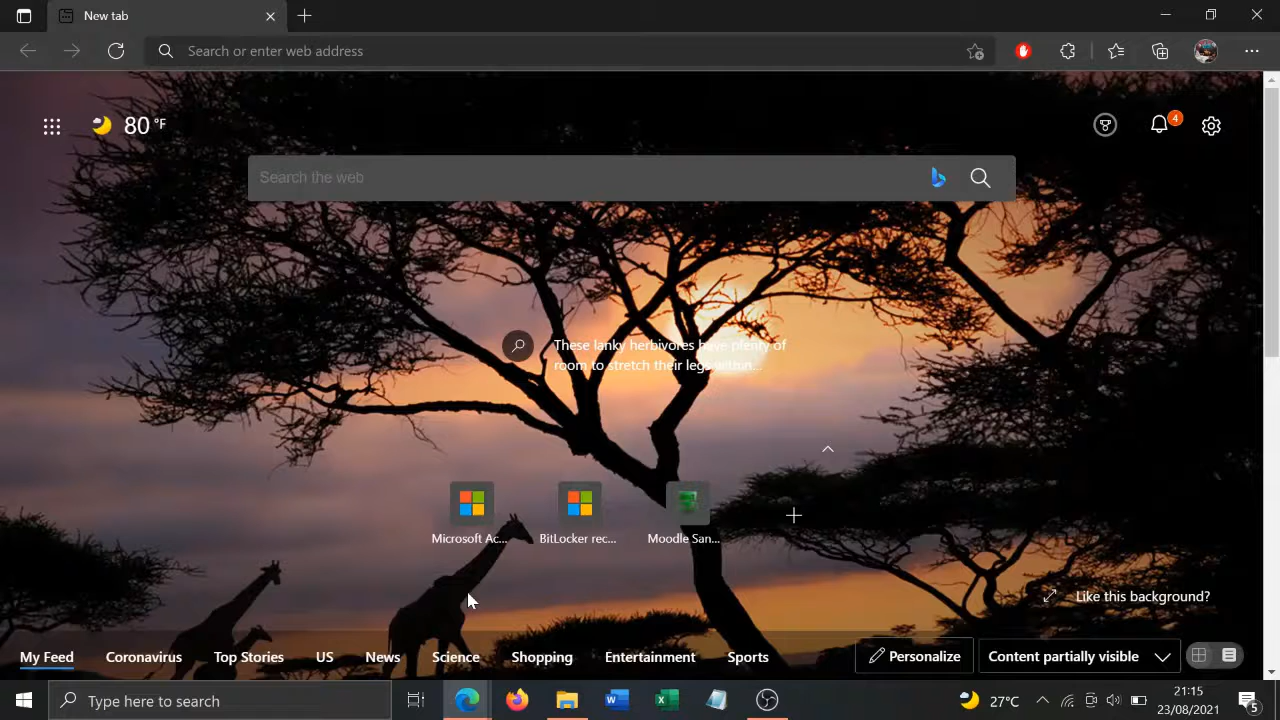 New tab
Search or enter web address
80 °F
4
Search the web
These lanky herbivores have plenty of
room to stretch their legs within...
Microsoft Ac...
BitLocker rec...
Moodle San...
Like this background?
My Feed
Coronavirus
Top Stories
US
News
Science
Shopping
Entertainment
Sports
Personalize
Content partially visible
Type here to search
27°C
21:15
23/08/2021
5